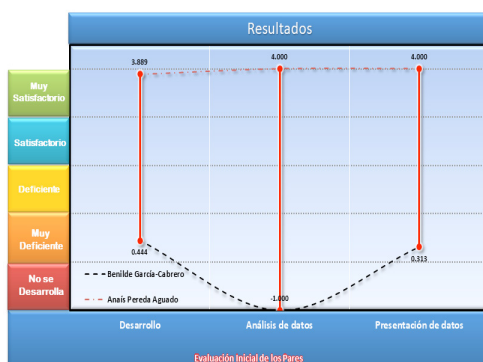 Resultados
3.889
4.000
4.000
Muy
Satisfactorio
Satisfactorio
Deficiente
Muy
Deficiente
No se
Desarrolla
0.444
0.313
-1.000
Benilde García-Cabrero
Anaís Pereda Aguado
Desarrollo
Análisis de datos
Presentación de datos
Evaluación Inicial de los Pares